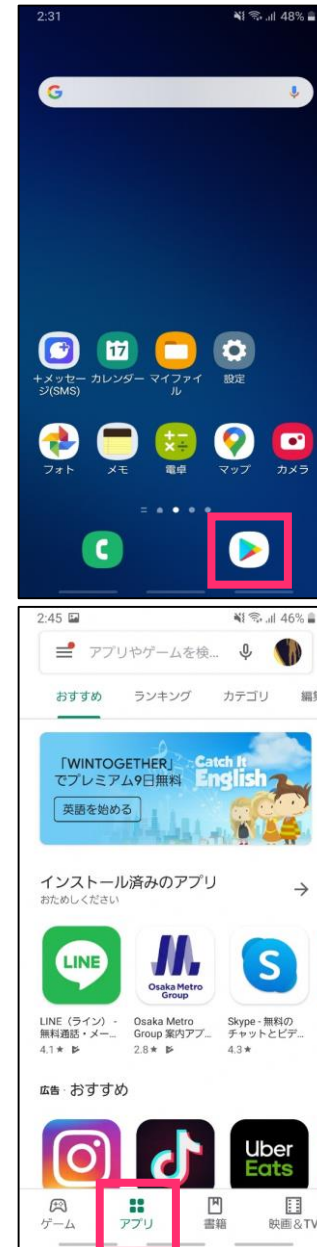 2:31
48%
G
17
+メッセー
ジ(SMS)
カレンダー
マイファイ
ル
設定
フォト
メモ
電卓
マップ
カメラ
2:45
46%
アプリやゲームを検...
おすすめ
ランキング
カテゴリ
編集
「WINTOGETHER」
でプレミアム9日無料
英語を始める
Catch It
English
インストール済みのアプリ
おためしください
LINE
Osaka Metro
Group
S
LINE（ライン） -
無料通話・メー...
4.1★
Osaka Metro
Group 案内アプ...
2.8★
Skype - 無料の
チャットとビデ...
4.3★
広告・おすすめ
Uber
Eats
ゲーム
アプリ
書籍
映画&TV